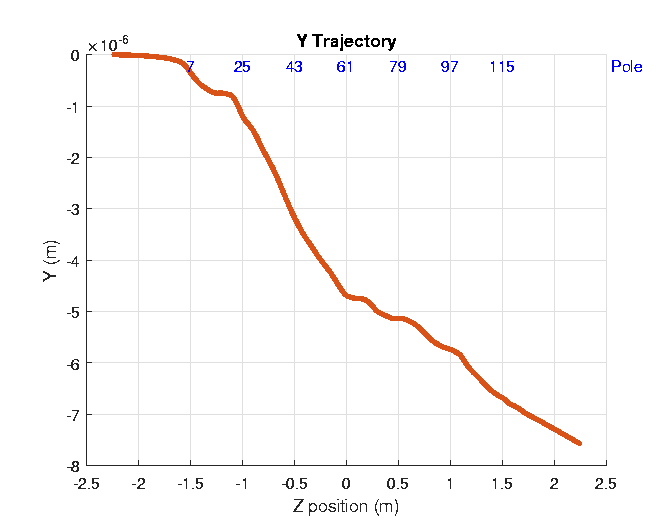 ×10⁻⁶
Y Trajectory
7 25 43 61 79 97 115 Pole
0
-1
-2
-3
-4
-5
-6
-7
-8
Y (m)
-2.5 -2 -1.5 -1 -0.5 0 0.5 1 1.5 2 2.5
Z position (m)